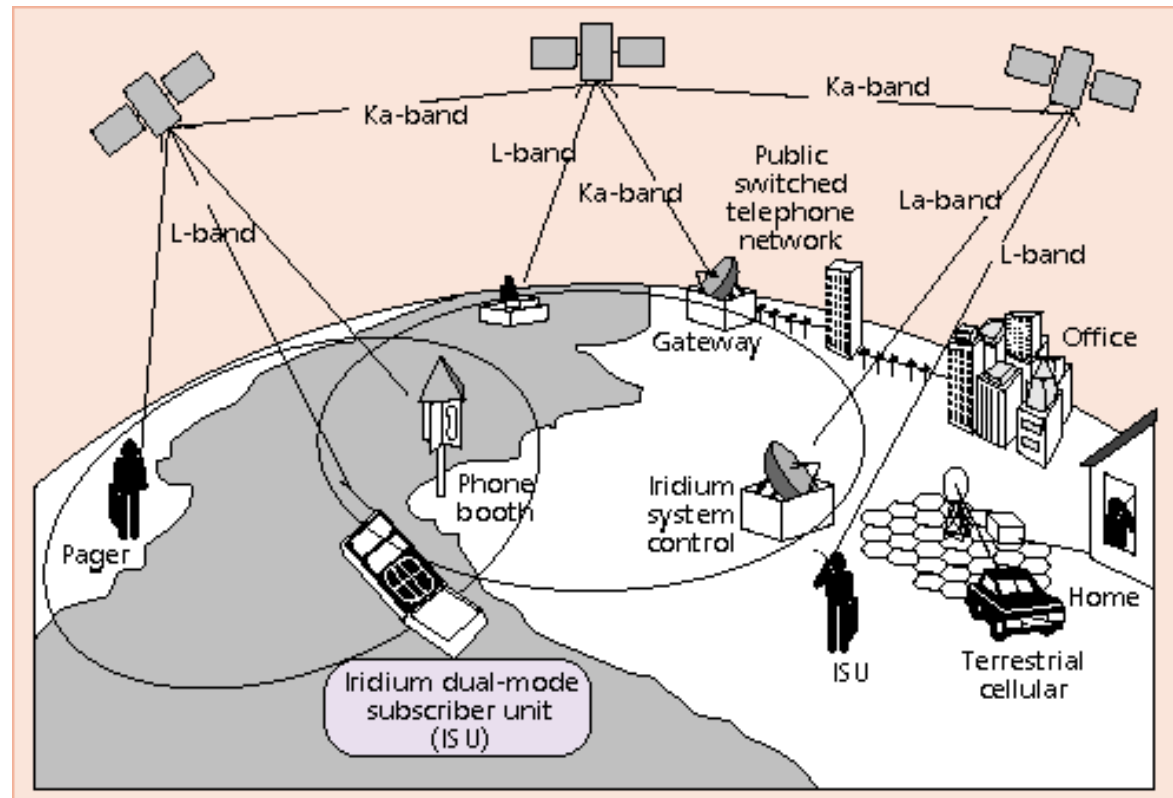 Ka-band
Ka-band
L-band
Ka-band
Public
switched
telephone
network
La-band
L-band
L-band
Gateway
Office
Phone
booth
Iridium
system
control
Pager
Home
ISU
Terrestrial
cellular
Iridium dual-mode
subscriber unit
(ISU)